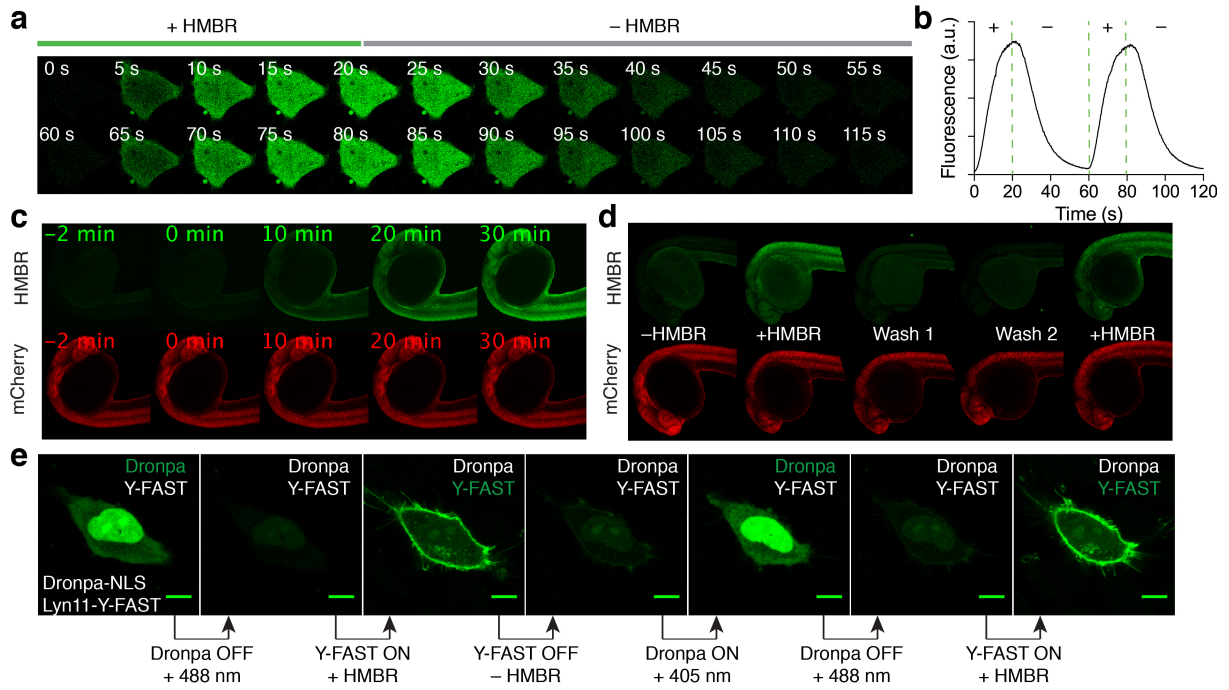 a
+ HMBR
– HMBR
0 s 5 s 10 s 15 s 20 s 25 s 30 s 35 s 40 s 45 s 50 s 55 s
60 s 65 s 70 s 75 s 80 s 85 s 90 s 95 s 100 s 105 s 110 s 115 s
b
+ – + –
Fluorescence (a.u.)
0 20 40 60 80 100 120
Time (s)
c
HMBR
−2 min 0 min 10 min 20 min 30 min
mCherry
−2 min 0 min 10 min 20 min 30 min
d
HMBR
–HMBR +HMBR Wash 1 Wash 2 +HMBR
mCherry
e
Dronpa Dronpa Dronpa Dronpa Dronpa Dronpa Dronpa
Y-FAST Y-FAST Y-FAST Y-FAST Y-FAST Y-FAST Y-FAST
Dronpa-NLS
Lyn11-Y-FAST
Dronpa OFF Y-FAST ON Y-FAST OFF Dronpa ON Dronpa OFF Y-FAST ON
+ 488 nm + HMBR – HMBR + 405 nm + 488 nm + HMBR